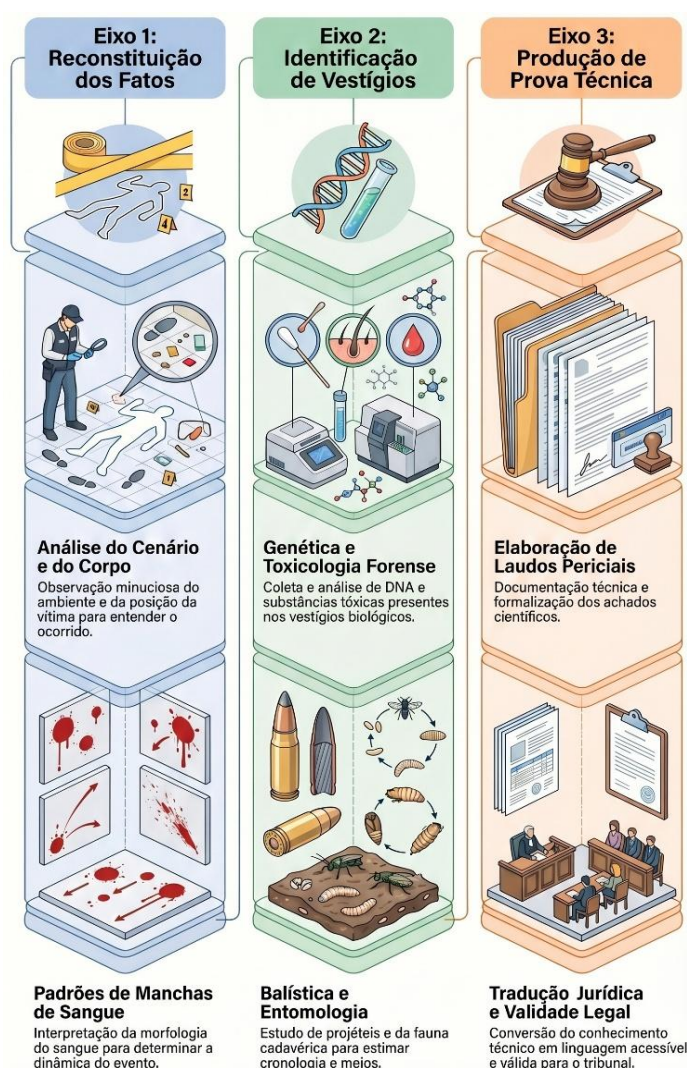 Eixo 1:
Reconstituição
dos Fatos
2
4
Análise do Cenário
e do Corpo
Observação minuciosa do
ambiente e da posição da
vítima para entender o
ocorrido.
Padrões de Manchas
de Sangue
Interpretação da morfologia
do sangue para determinar a
dinâmica do evento.
Eixo 2:
Identificação
de Vestígios
Genética e
Toxicologia Forense
Coleta e análise de DNA e
substâncias tóxicas presentes
nos vestígios biológicos.
Balística e
Entomologia
Estudo de projéteis e da fauna
cadavérica para estimar
cronologia e meios.
Eixo 3:
Produção de
Prova Técnica
Elaboração de
Laudos Periciais
Documentação técnica e
formalização dos achados
científicos.
Tradução Jurídica
e Validade Legal
Conversão do conhecimento
técnico em linguagem acessível
e válida para o tribunal.